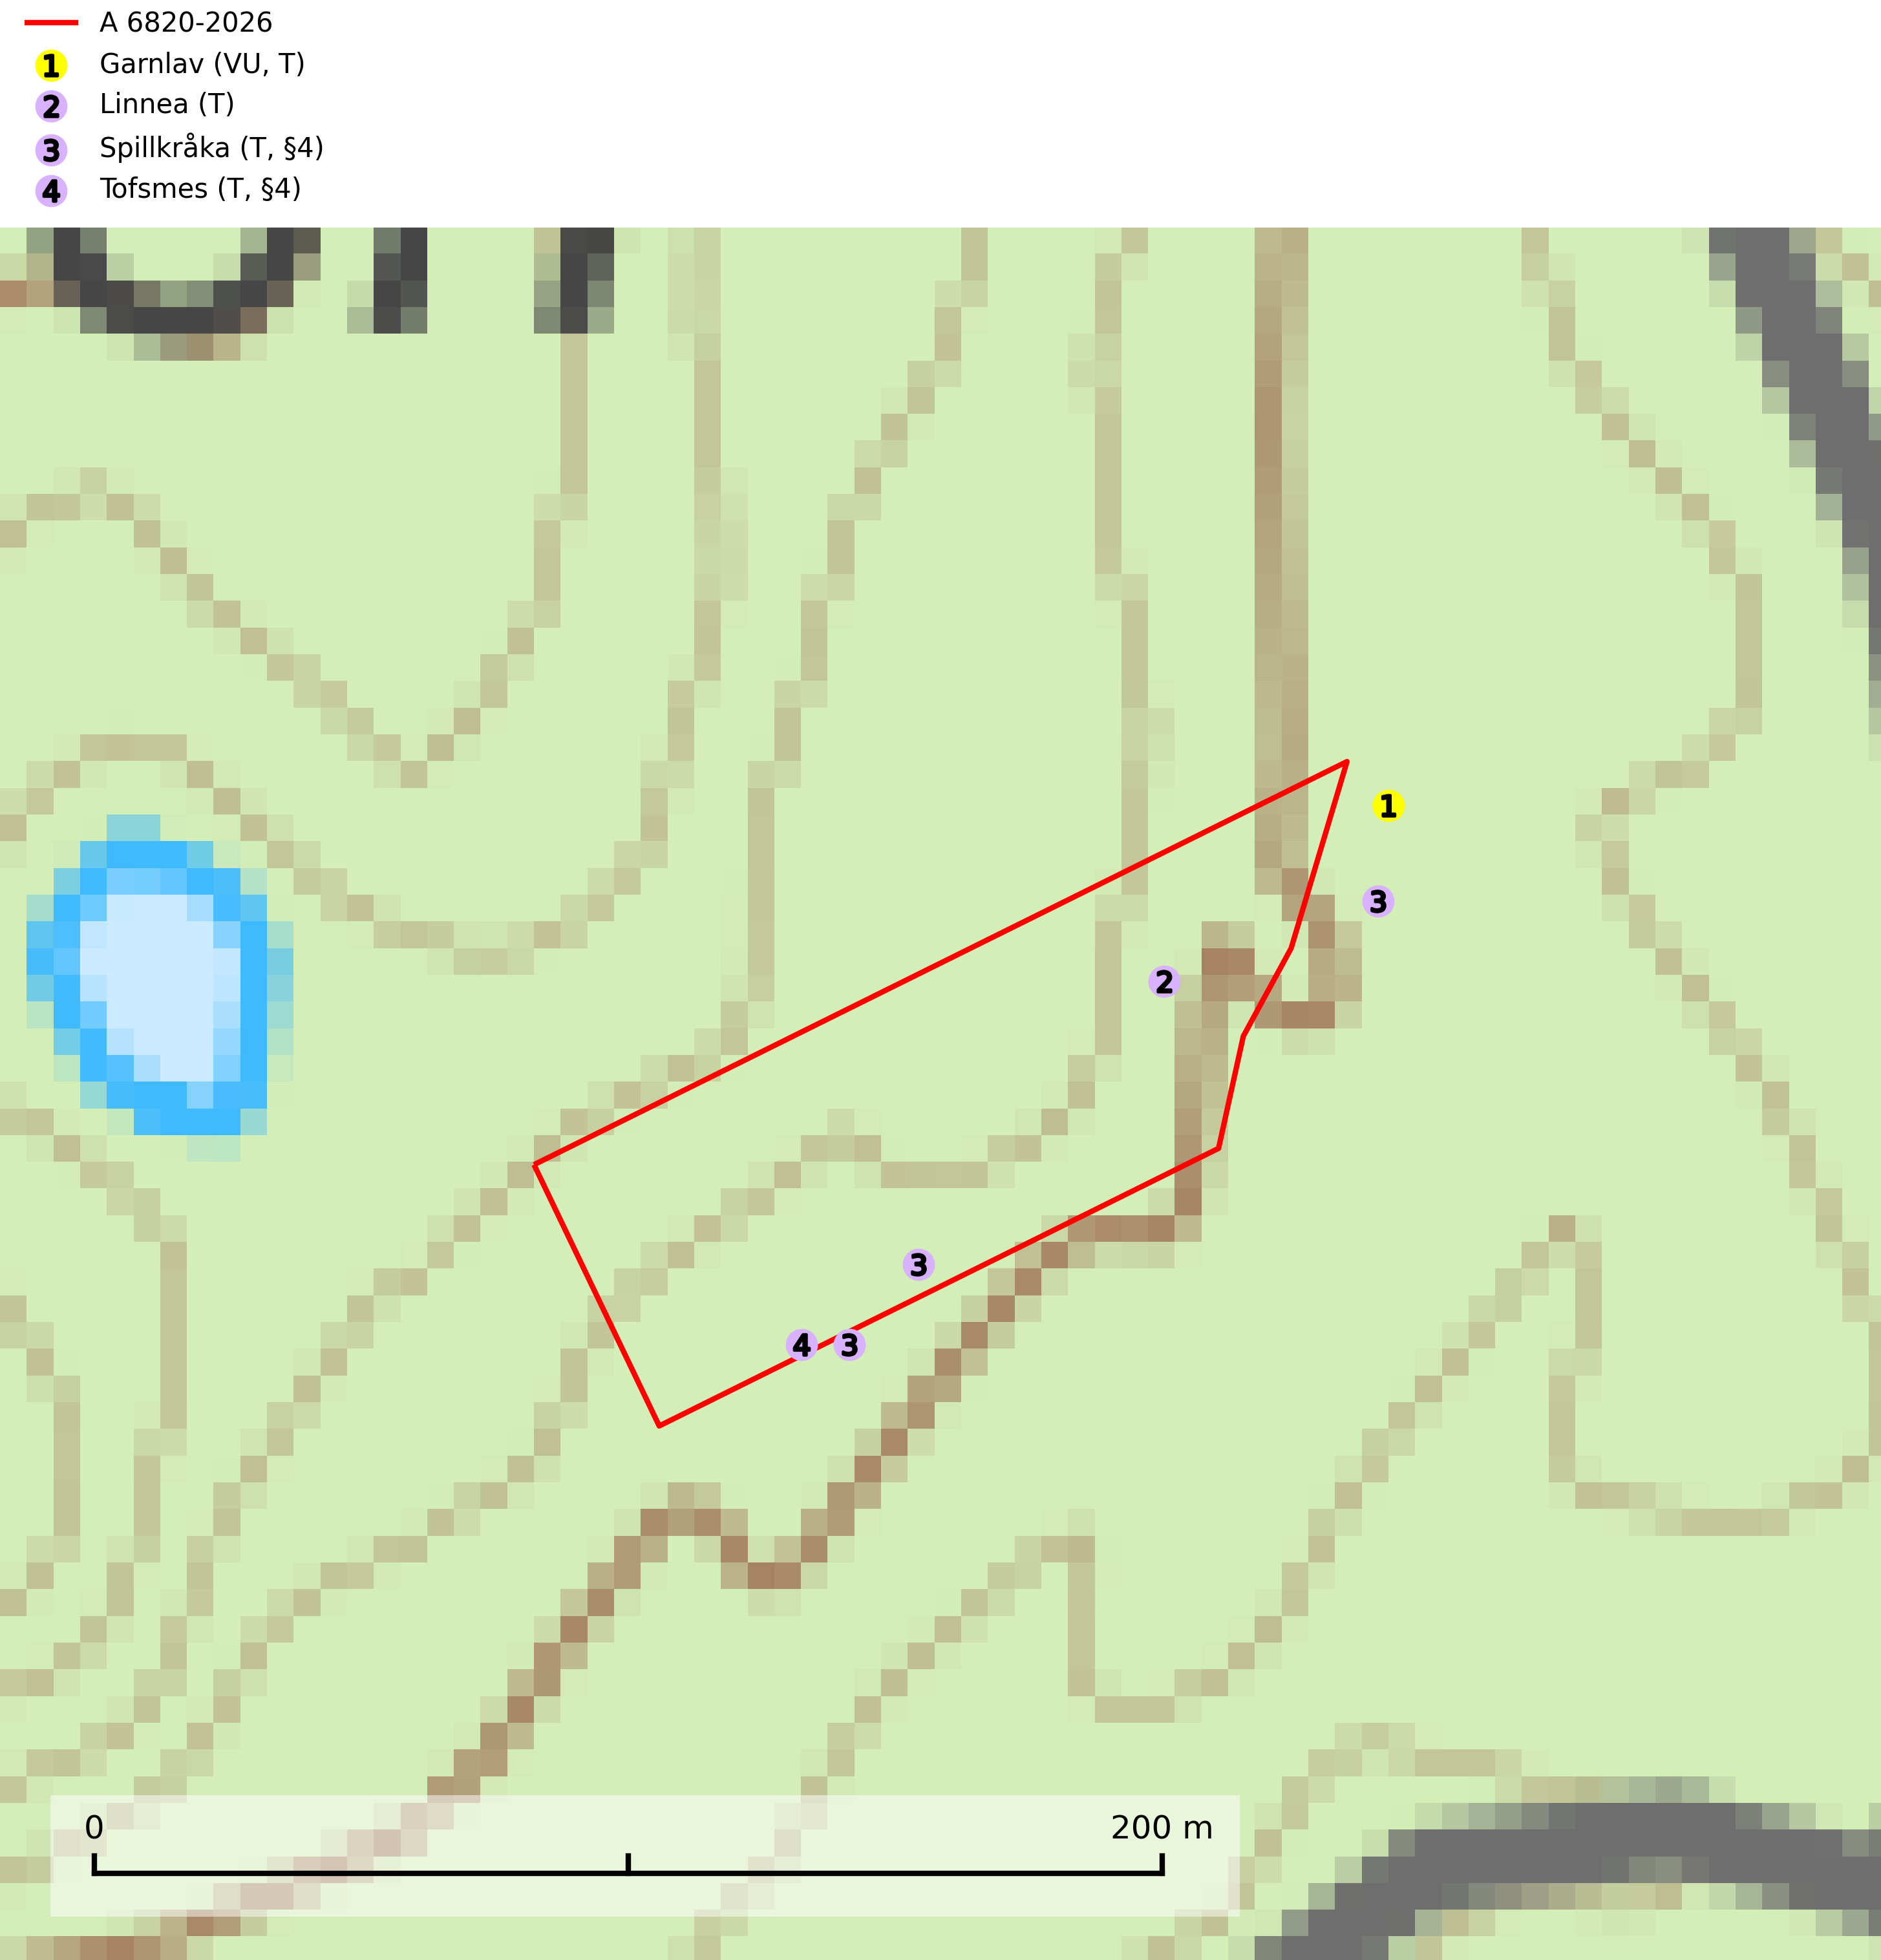 A 6820-2026
1 Garnlav (VU, T)
2 Linnea (T)
3 Spillkråka (T, §4)
4 Tofsmes (T, §4)
1
3
2
3
4 3
0 200 m